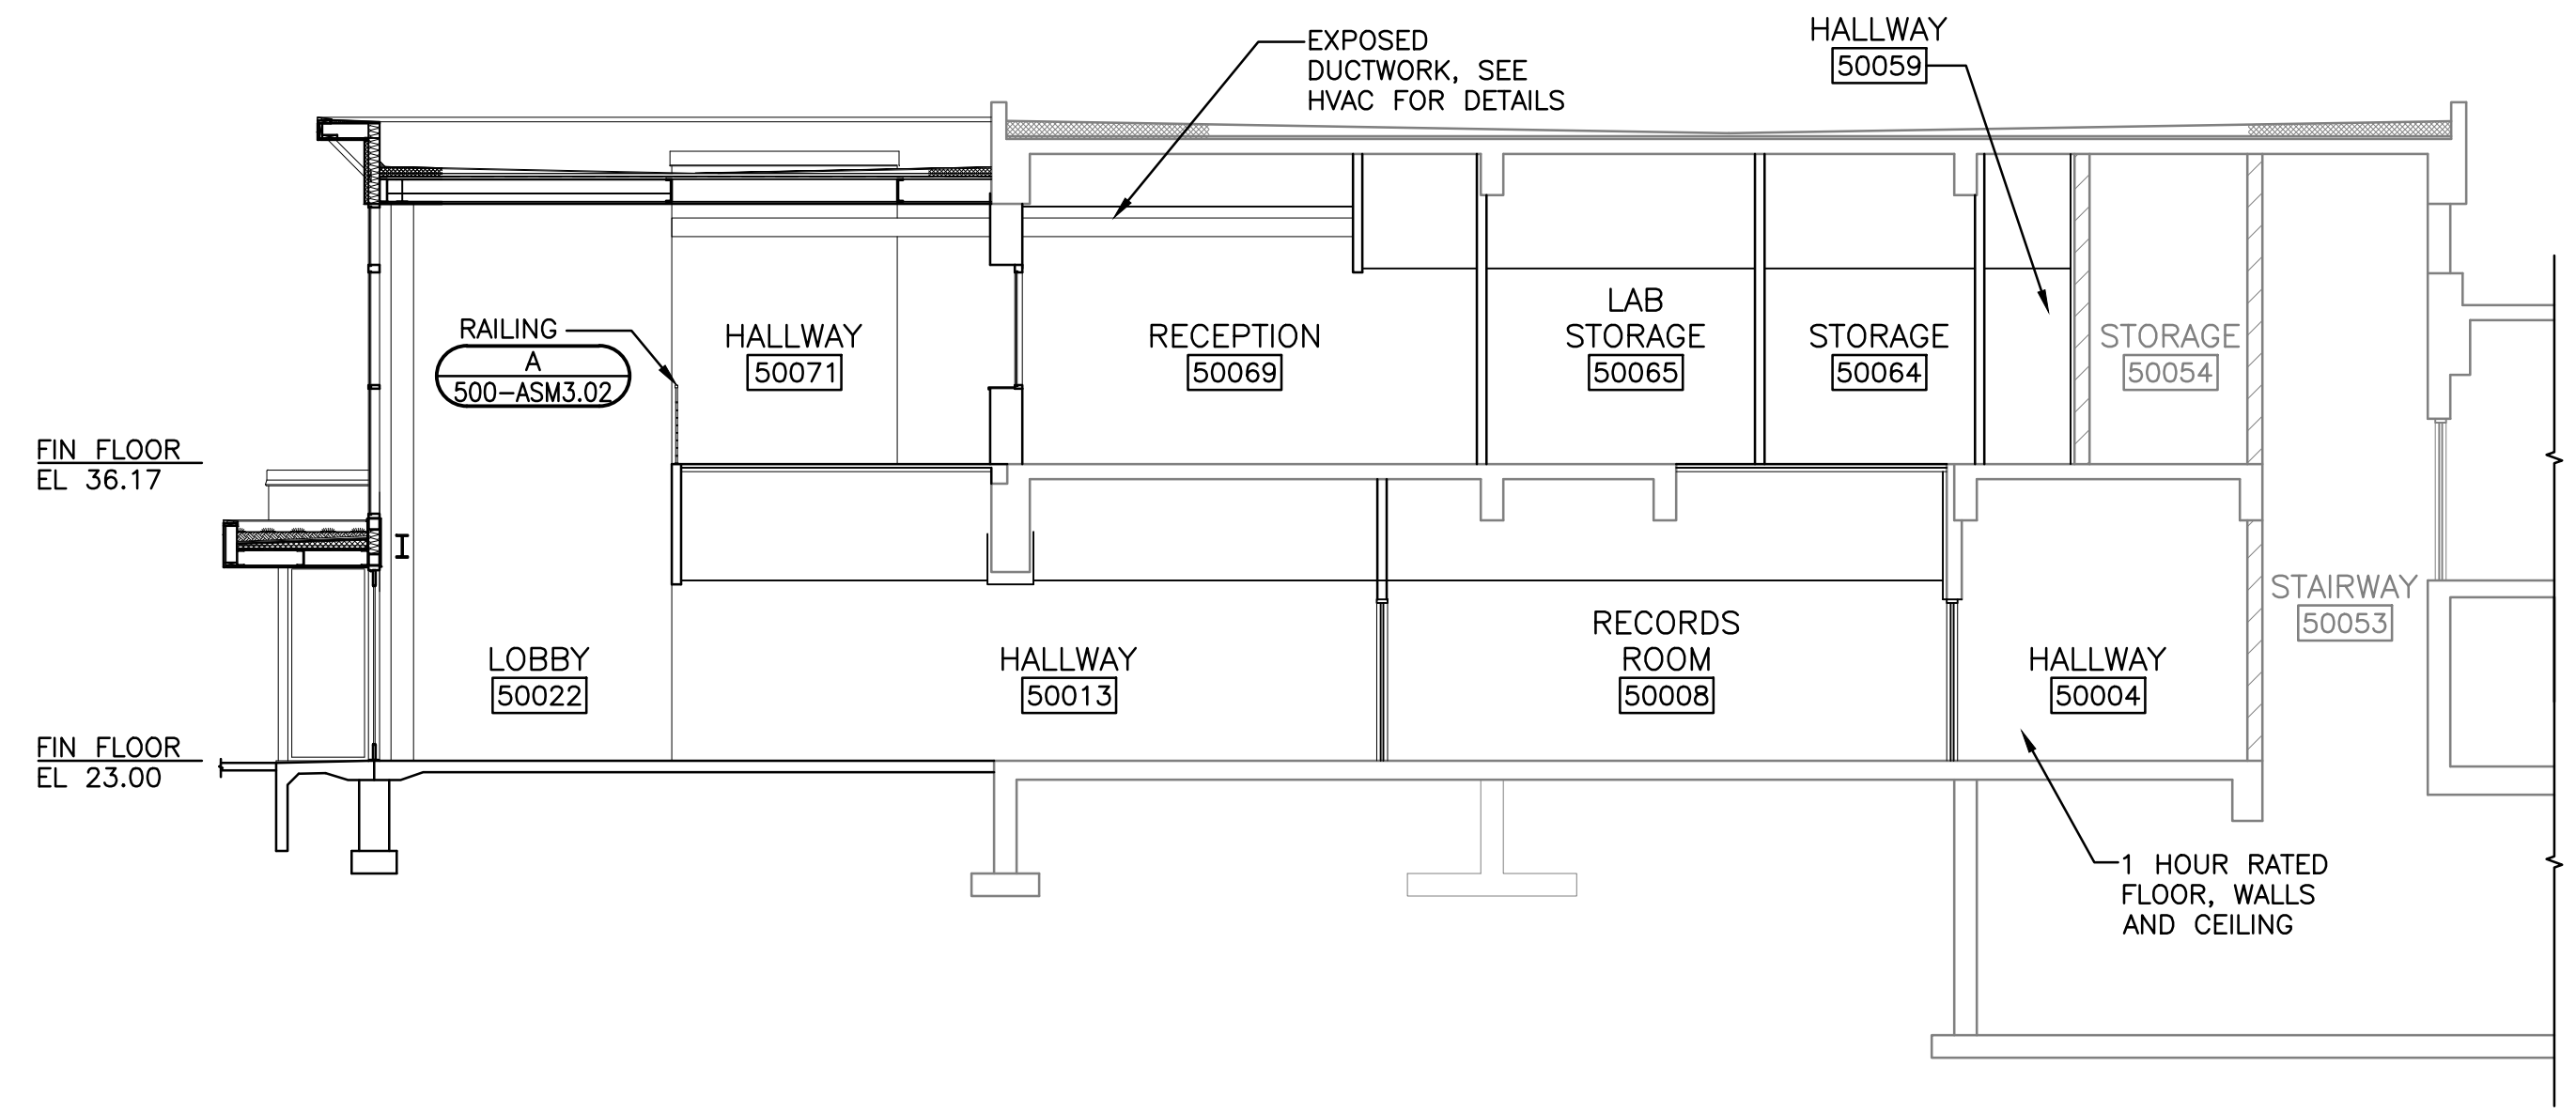 EXPOSED
DUCTWORK, SEE
HVAC FOR DETAILS
HALLWAY
50059
RAILING
A
500-ASM3.02
HALLWAY
50071
RECEPTION
50069
LAB
STORAGE
50065
STORAGE
50064
STORAGE
50054
FIN FLOOR
EL 36.17
LOBBY
50022
HALLWAY
50013
RECORDS
ROOM
50008
HALLWAY
50004
STAIRWAY
50053
FIN FLOOR
EL 23.00
1 HOUR RATED
FLOOR, WALLS
AND CEILING